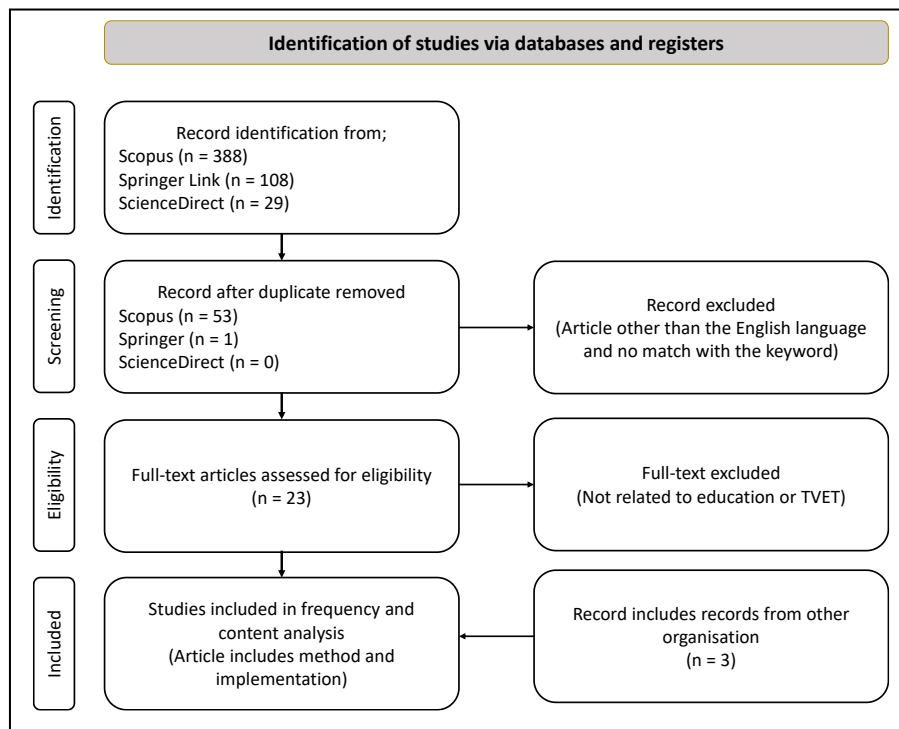 Identification of studies via databases and registers
Identification
Record identification from;
Scopus (n = 388)
Springer Link (n = 108)
ScienceDirect (n = 29)
Screening
Record after duplicate removed
Scopus (n = 53)
Springer (n = 1)
ScienceDirect (n = 0)
Record excluded
(Article other than the English language
and no match with the keyword)
Eligibility
Full-text articles assessed for eligibility
(n = 23)
Full-text excluded
(Not related to education or TVET)
Included
Studies included in frequency and
content analysis
(Article includes method and
implementation)
Record includes records from other
organisation
(n = 3)